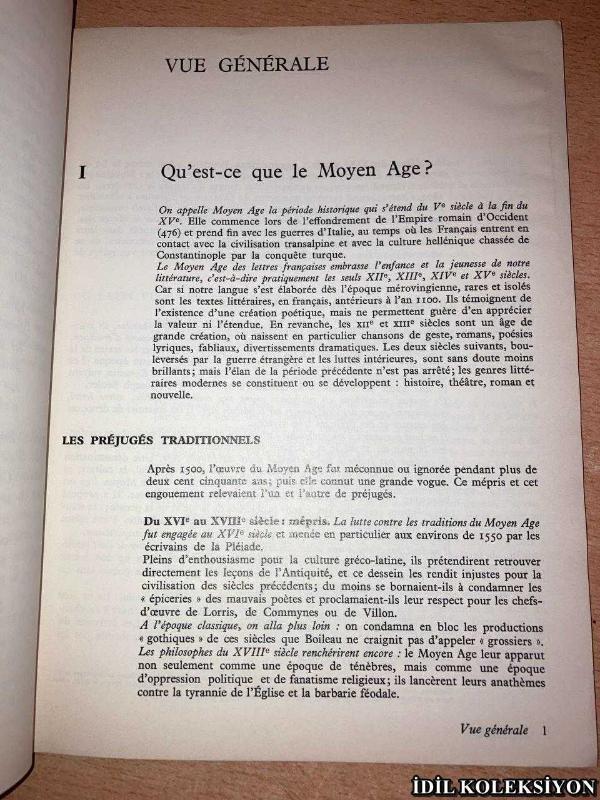 VUE GÉNÉRALE
I Qu'est-ce que le Moyen Age?
On appelle Moyen Age la période historique qui s'étend du Ve siècle à la fin du
XVe. Elle commence lors de l'effondrement de l'Empire romain d'Occident
(476) et prend fin avec les guerres d'Italie, au temps où les Français entrent en
contact avec la civilisation transalpine et avec la culture hellénique chassée de
Constantinople par la conquête turque.
Le Moyen Age des lettres françaises embrasse l'enfance et la jeunesse de notre
littérature, c'est-à-dire pratiquement les seuls XIIe, XIIIe, XIVe et XVe siècles.
Car si notre langue s'est élaborée dès l'époque mérovingienne, rares et isolés
sont les textes littéraires, en français, antérieurs à l'an 1100. Ils témoignent de
l'existence d'une création poétique, mais ne permettent guère d'en apprécier
la valeur ni l'étendue. En revanche, les XIIe et XIIIe siècles sont un âge de
grande création, où naissent en particulier chansons de geste, romans, poésies
lyriques, fabliaux, divertissements dramatiques. Les deux siècles suivants, bou-
leversés par la guerre étrangère et les luttes intérieures, sont sans doute moins
brillants; mais l'élan de la période précédente n'est pas arrêté; les genres litté-
raires modernes se constituent ou se développent : histoire, théâtre, roman et
nouvelle.
LES PRÉJUGÉS TRADITIONNELS
Après 1500, l'œuvre du Moyen Age fut méconnue ou ignorée pendant plus de
deux cent cinquante ans; puis elle connut une grande vogue. Ce mépris et cet
engouement relevaient l'un et l'autre de préjugés.
Du XVIe au XVIIIe siècle : mépris. La lutte contre les traditions du Moyen Age
fut engagée au XVIe siècle et menée en particulier aux environs de 1550 par les
écrivains de la Pléiade.
Pleins d'enthousiasme pour la culture gréco-latine, ils prétendirent retrouver
directement les leçons de l'Antiquité, et ce dessein les rendit injustes pour la
civilisation des siècles précédents; du moins se bornaient-ils à condamner les
« épiceries » des mauvais poètes et proclamaient-ils leur respect pour les chefs-
d'œuvre de Lorris, de Commynes ou de Villon.
A l'époque classique, on alla plus loin : on condamna en bloc les productions
« gothiques » de ces siècles que Boileau ne craignit pas d'appeler « grossiers ».
Les philosophes du XVIIIe siècle renchérirent encore : le Moyen Age leur apparut
non seulement comme une époque de ténèbres, mais comme une époque
d'oppression politique et de fanatisme religieux; ils lancèrent leurs anathèmes
contre la tyrannie de l'Église et la barbarie féodale.
Vue générale 1
İDİL KOLEKSİYON